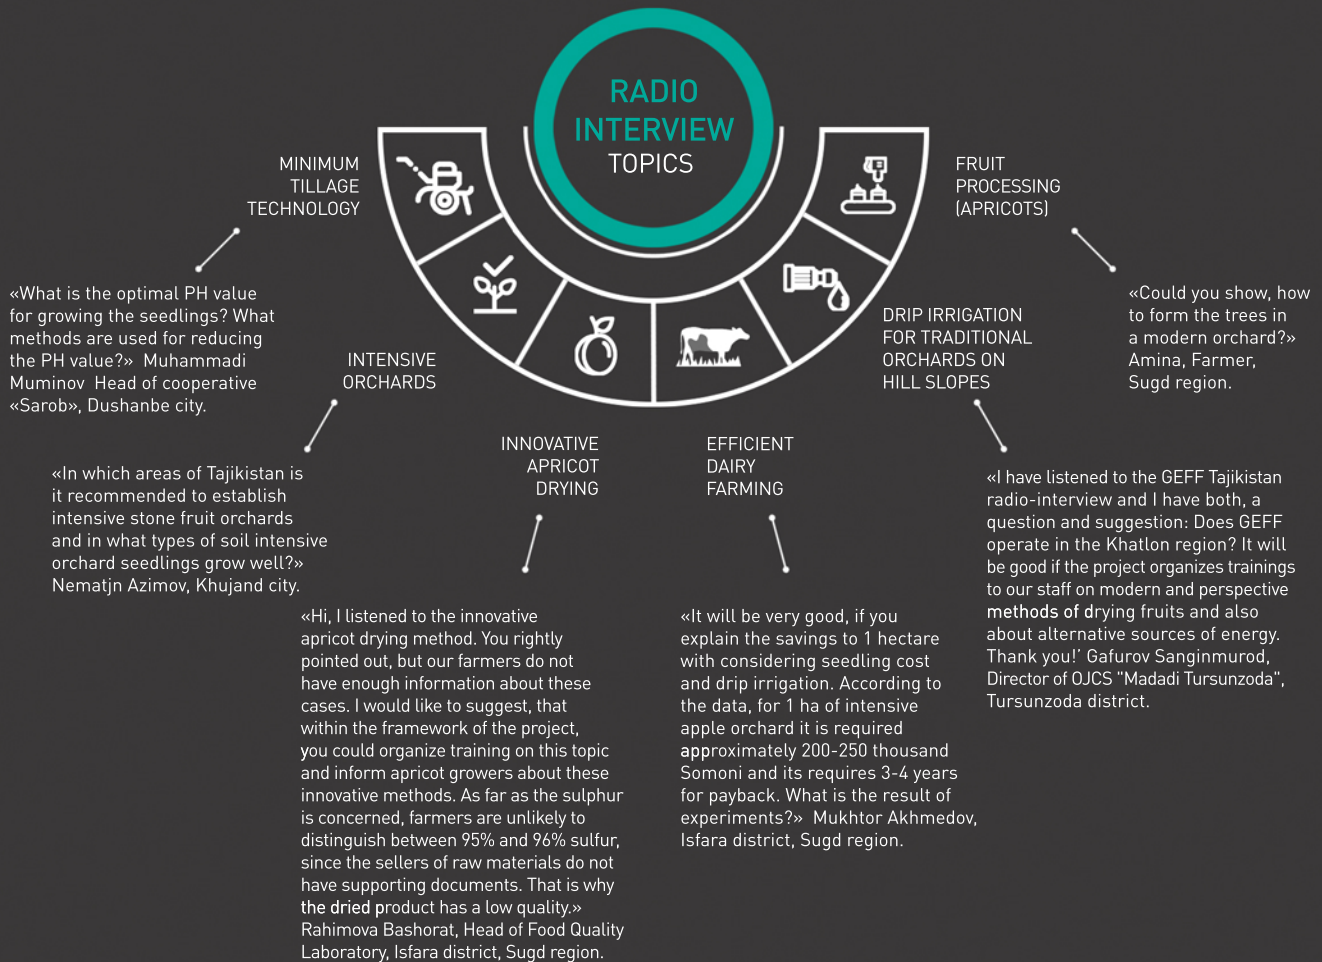 RADIO
INTERVIEW
TOPICS
MINIMUM
TILLAGE
TECHNOLOGY
«What is the optimal PH value
for growing the seedlings? What
methods are used for reducing
the PH value?» Muhammadi
Muminov Head of cooperative
«Sarob», Dushanbe city.
INTENSIVE
ORCHARDS
«In which areas of Tajikistan is
it recommended to establish
intensive stone fruit orchards
and in what types of soil intensive
orchard seedlings grow well?»
Nematjn Azimov, Khujand city.
INNOVATIVE
APRICOT
DRYING
«Hi, I listened to the innovative
apricot drying method. You rightly
pointed out, but our farmers do not
have enough information about these
cases. I would like to suggest, that
within the framework of the project,
you could organize training on this topic
and inform apricot growers about these
innovative methods. As far as the sulphur
is concerned, farmers are unlikely to
distinguish between 95% and 96% sulfur,
since the sellers of raw materials do not
have supporting documents. That is why
the dried product has a low quality.»
Rahimova Bashorat, Head of Food Quality
Laboratory, Isfara district, Sugd region.
EFFICIENT
DAIRY
FARMING
«It will be very good, if you
explain the savings to 1 hectare
with considering seedling cost
and drip irrigation. According to
the data, for 1 ha of intensive
apple orchard it is required
approximately 200-250 thousand
Somoni and its requires 3-4 years
for payback. What is the result of
experiments?» Mukhtor Akhmedov,
Isfara district, Sugd region.
DRIP IRRIGATION
FOR TRADITIONAL
ORCHARDS ON
HILL SLOPES
«I have listened to the GEFF Tajikistan
radio-interview and I have both, a
question and suggestion: Does GEFF
operate in the Khatlon region? It will
be good if the project organizes trainings
to our staff on modern and perspective
methods of drying fruits and also
about alternative sources of energy.
Thank you!’ Gafurov Sanginmurod,
Director of OJCS "Madadi Tursunzoda",
Tursunzoda district.
FRUIT
PROCESSING
(APRICOTS)
«Could you show, how
to form the trees in
a modern orchard?»
Amina, Farmer,
Sugd region.